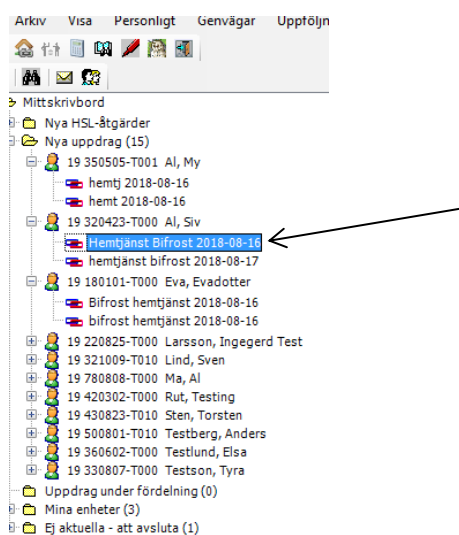 Arkiv Visa Personligt Genvägar Uppföljn
Mittskrivbord
Nya HSL-åtgärder
Nya uppdrag (15)
19 350505-T001 Al, My
hemtj 2018-08-16
hemt 2018-08-16
19 320423-T000 Al, Siv
Hemtjänst Bifrost 2018-08-16
hemtjänst bifrost 2018-08-17
19 180101-T000 Eva, Evadotter
Bifrost hemtjänst 2018-08-16
bifrost hemtjänst 2018-08-16
19 220825-T000 Larsson, Ingegerd Test
19 321009-T010 Lind, Sven
19 780808-T000 Ma, Al
19 420302-T000 Rut, Testing
19 430823-T010 Sten, Torsten
19 500801-T010 Testberg, Anders
19 360602-T000 Testlund, Elsa
19 330807-T000 Testson, Tyra
Uppdrag under fördelning (0)
Mina enheter (3)
Ej aktuella - att avsluta (1)